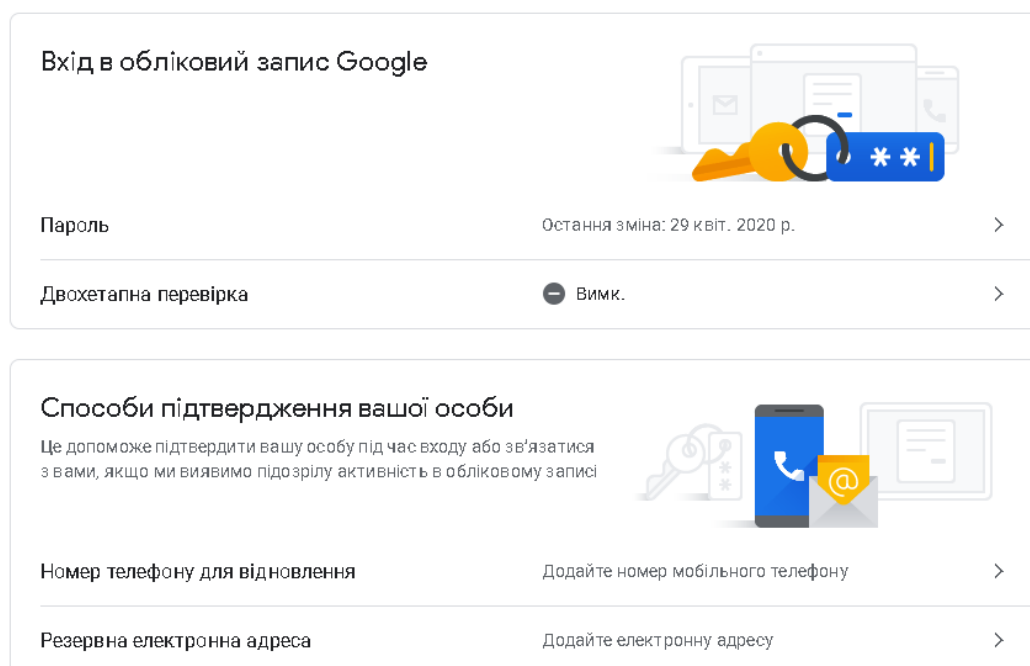 Вхід в обліковий запис Google
**
Пароль
Остання зміна: 29 квіт. 2020 р.
Двохетапна перевірка
Вимк.
Способи підтвердження вашої особи
Це допоможе підтвердити вашу особу під час входу або зв'язатися
з вами, якщо ми виявимо підозрілу активність в обліковому записі
**
@
Номер телефону для відновлення
Додайте номер мобільного телефону
Резервна електронна адреса
Додайте електронну адресу